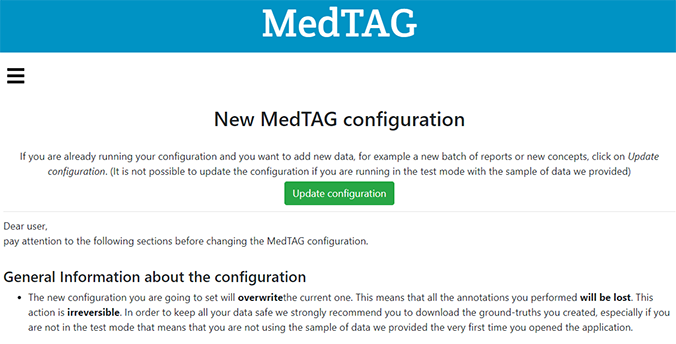 MedTAG
New MedTAG configuration
If you are already running your configuration and you want to add new data, for example a new batch of reports or new concepts, click on Update
configuration. (It is not possible to update the configuration if you are running in the test mode with the sample of data we provided)
Update configuration
Dear user,
pay attention to the following sections before changing the MedTAG configuration.
General Information about the configuration
• The new configuration you are going to set will overwritethe current one. This means that all the annotations you performed will be lost. This
action is irreversible. In order to keep all your data safe we strongly recommend you to download the ground-truths you created, especially if you
are not in the test mode that means that you are not using the sample of data we provided the very first time you opened the application.